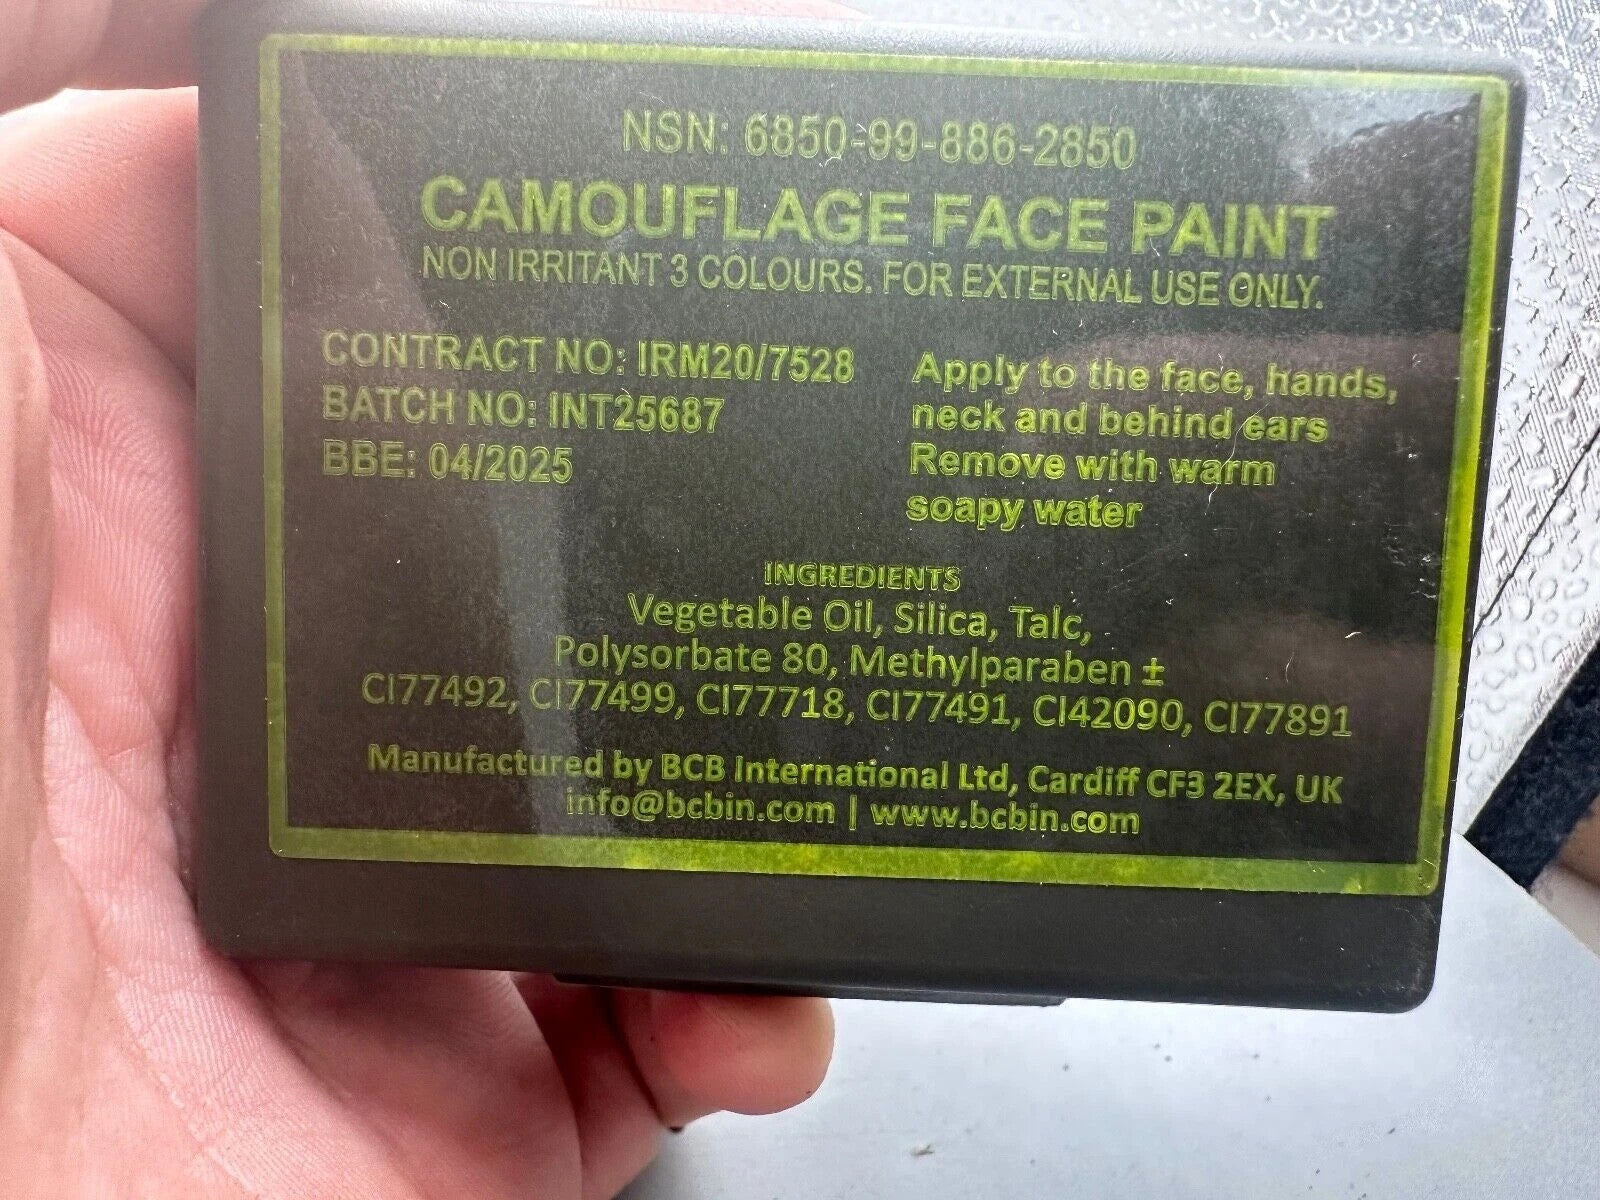 NSN: 6850-99-886-2850
CAMOUFLAGE FACE PAINT
NON IRRITANT 3 COLOURS. FOR EXTERNAL USE ONLY.
CONTRACT NO: IRM20/7528
BATCH NO: INT25687
BBE: 04/2025
Apply to the face, hands,
neck and behind ears
Remove with warm
soapy water
INGREDIENTS
Vegetable Oil, Silica, Talc,
Polysorbate 80, Methylparaben ±
CI77492, CI77499, CI77718, CI77491, CI42090, CI77891
Manufactured by BCB International Ltd, Cardiff CF3 2EX, UK
info@bcbin.com | www.bcbin.com